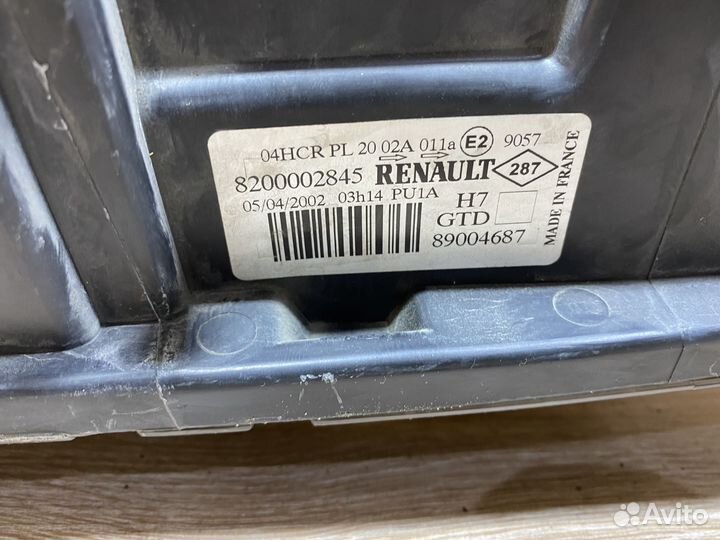 04HCR PL 20 02A 011a E2 9057
8200002845 RENAULT 287
05/04/2002 03h14 PU1A H7
GTD
89004687
MADE IN FRANCE
Avito